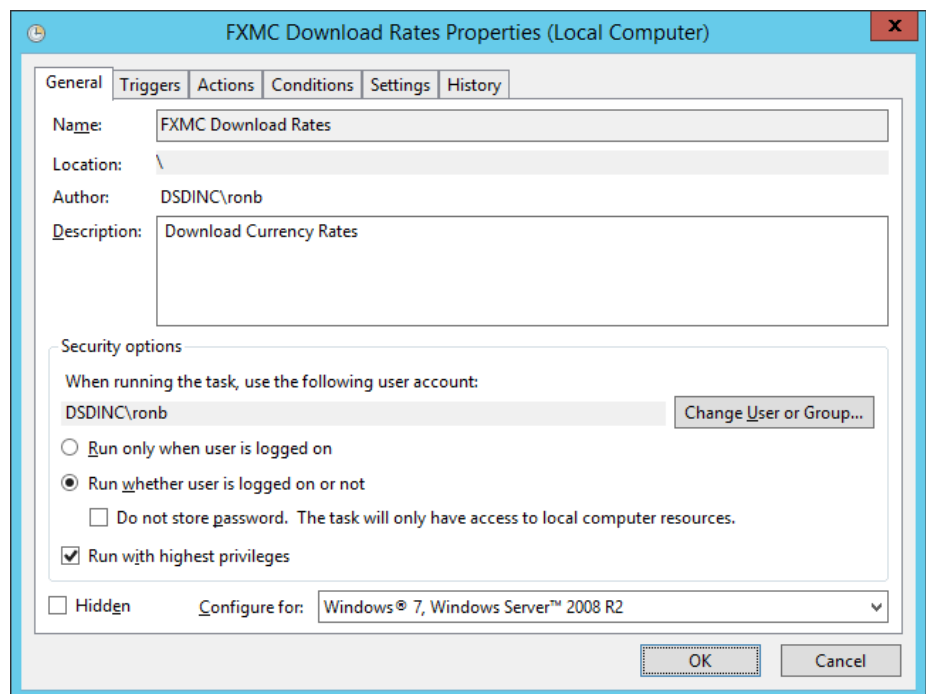 FXMC Download Rates Properties (Local Computer)
x
General Triggers Actions Conditions Settings History
Name: FXMC Download Rates
Location: \
Author: DSDINC\ronb
Description: Download Currency Rates
Security options
When running the task, use the following user account:
DSDINC\ronb Change User or Group...
Run only when user is logged on
Run whether user is logged on or not
Do not store password. The task will only have access to local computer resources.
Run with highest privileges
Hidden Configure for: Windows® 7, Windows Server™ 2008 R2
OK Cancel